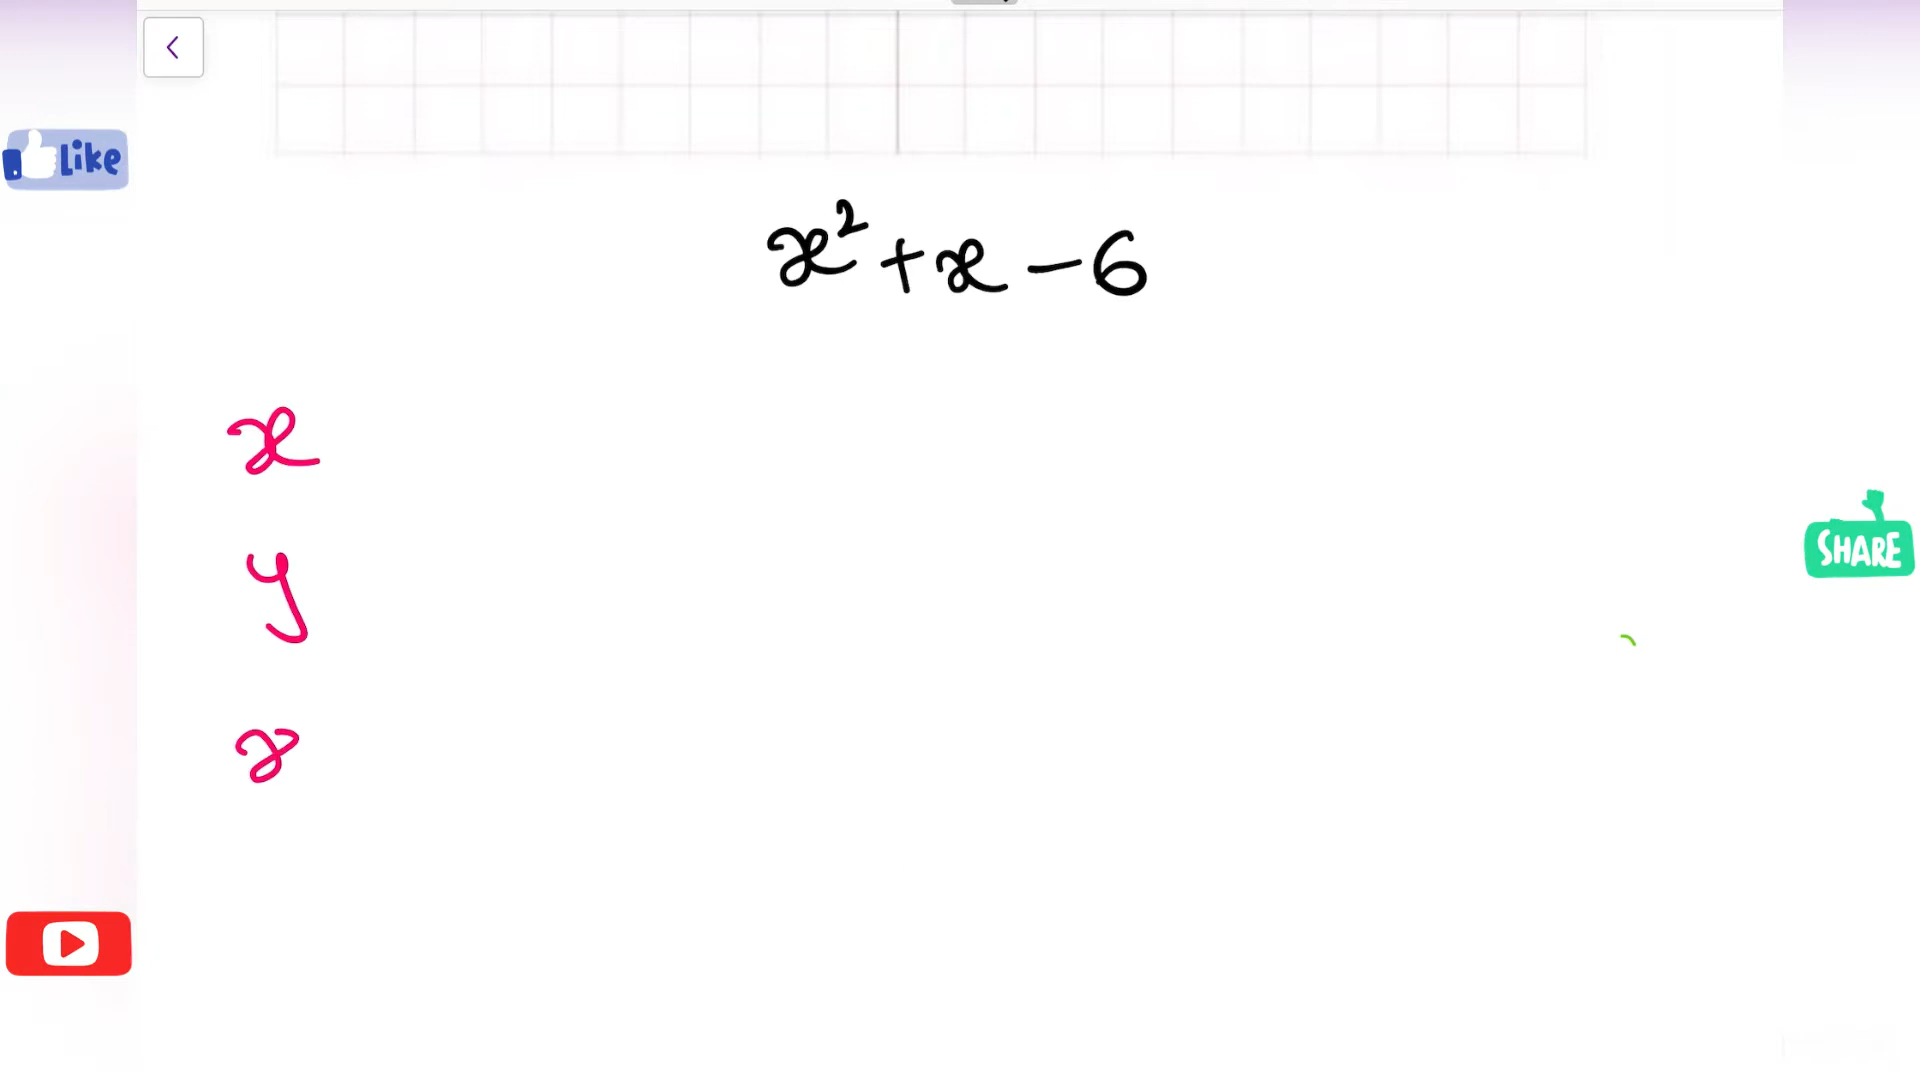 Like
x² + x − 6
x
y
SHARE